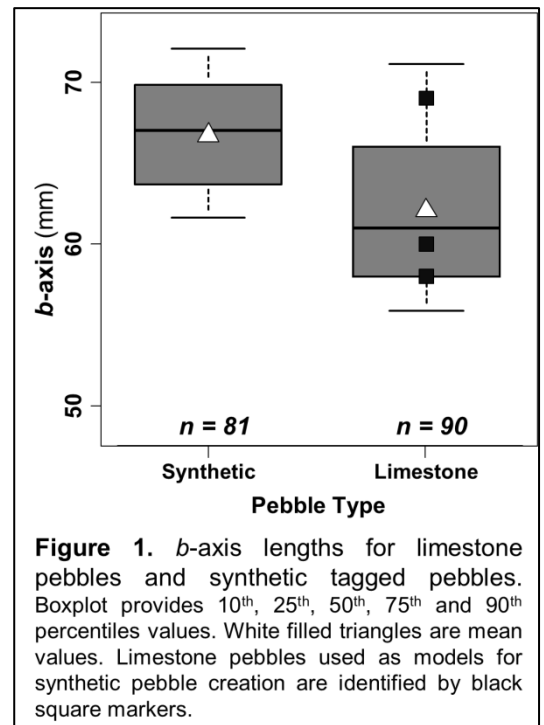 70
60
50
b-axis (mm)
n = 81
n = 90
Synthetic
Limestone
Pebble Type
Figure 1. b-axis lengths for limestone
pebbles and synthetic tagged pebbles.
Boxplot provides 10th, 25th, 50th, 75th and 90th
percentiles values. White filled triangles are mean
values. Limestone pebbles used as models for
synthetic pebble creation are identified by black
square markers.